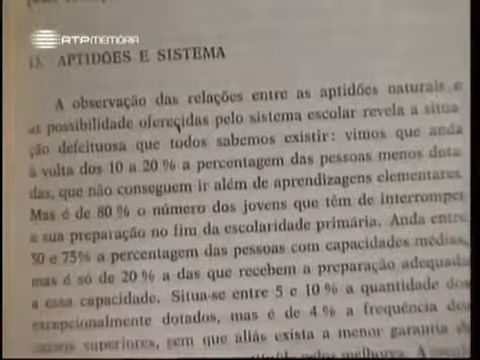 RTP MEMÓRIA
13. APTIDÕES E SISTEMA
A observação das relações entre as aptidões naturais e
as possibilidade oferecidas pelo sistema escolar revela a situa-
ção defeituosa que todos sabemos existir: vimos que anda
à volta dos 10 a 20 % a percentagem das pessoas menos dota-
das, que não conseguem ir além de aprendizagens elementares.
Mas é de 80 % o número dos jovens que têm de interromper
a sua preparação no fim da escolaridade primária. Anda entre
50 e 75% a percentagem das pessoas com capacidades médias,
mas é só de 20 % a das que recebem a preparação adequada
a essa capacidade. Situa-se entre 5 e 10 % a quantidade dos
excepcionalmente dotados, mas é de 4 % a frequência dos
cursos superiores, sem que aliás exista a menor garantia de
melhores. A